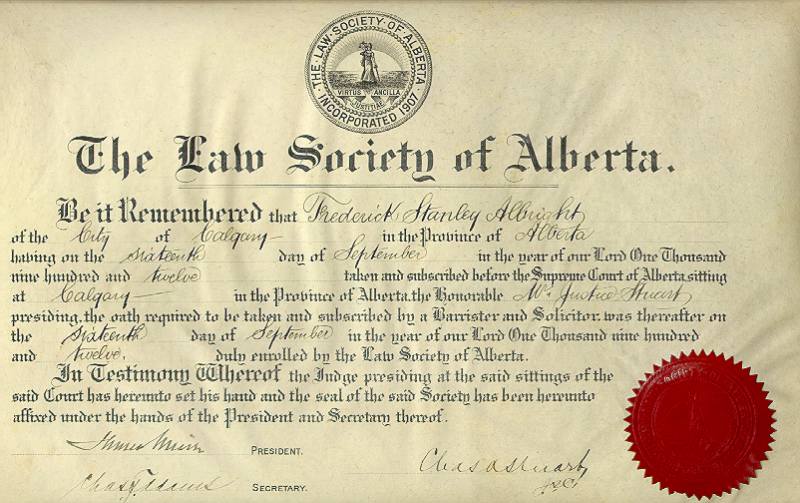 THE LAW SOCIETY OF ALBERTA
INCORPORATED 1907
VIRTUS ANCILLA
JUSTITIAE
The Law Society of Alberta.
Be it Remembered that Frederick Stanley Albright
of the City of Calgary in the Province of Alberta
having on the sixteenth day of September in the year of our Lord One Thousand
nine hundred and twelve taken and subscribed before the Supreme Court of Alberta, sitting
at Calgary in the Province of Alberta, the Honorable Mr. Justice Stuart
presiding, the oath required to be taken and subscribed by a Barrister and Solicitor, was thereafter on
the sixteenth day of September in the year of our Lord One Thousand nine hundred
and twelve, duly enrolled by the Law Society of Alberta.
In Testimony Whereof the Judge presiding at the said sittings of the
said Court has hereunto set his hand and the seal of the said Society has been hereunto
affixed under the hands of the President and Secretary thereof.
James Muir PRESIDENT.
Chas F Adams SECRETARY.
Chas A Stuart